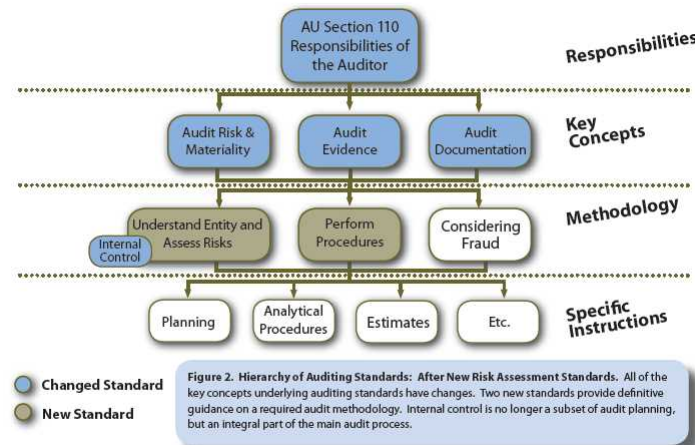 AU Section 110
Responsibilities of
the Auditor
Responsibilities
Audit Risk &
Materiality
Audit
Evidence
Audit
Documentation
Key
Concepts
Understand Entity and
Assess Risks
Internal
Control
Perform
Procedures
Considering
Fraud
Methodology
Planning
Analytical
Procedures
Estimates
Etc.
Specific
Instructions
Changed Standard
New Standard
Figure 2. Hierarchy of Auditing Standards: After New Risk Assessment Standards. All of the
key concepts underlying auditing standards have changes. Two new standards provide definitive
guidance on a required audit methodology. Internal control is no longer a subset of audit planning,
but an integral part of the main audit process.